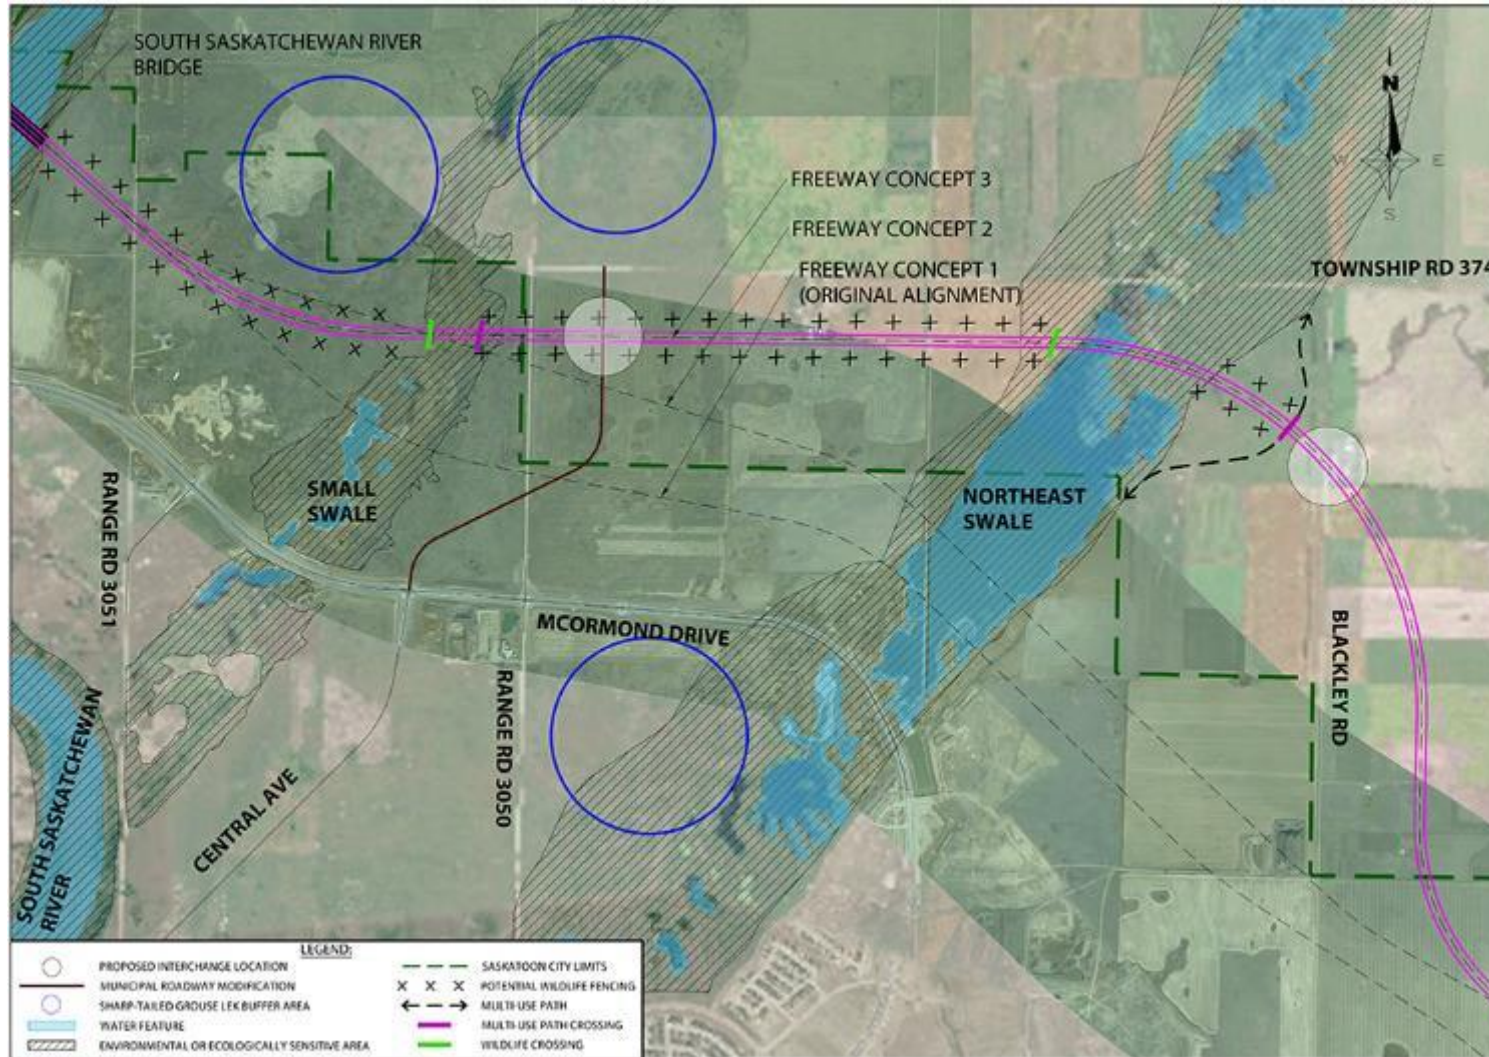 SOUTH SASKATCHEWAN RIVER
BRIDGE
N
W
E
S
FREEWAY CONCEPT 3
FREEWAY CONCEPT 2
FREEWAY CONCEPT 1
(ORIGINAL ALIGNMENT)
TOWNSHIP RD 374
SMALL
SWALE
NORTHEAST
SWALE
RANGE RD 3051
MCORMOND DRIVE
BLACKLEY RD
RANGE RD 3050
CENTRAL AVE
SOUTH SASKATCHEWAN
RIVER
LEGEND:
PROPOSED INTERCHANGE LOCATION
MUNICIPAL ROADWAY MODIFICATION
SHARP-TAILED GROUSE LEK BUFFER AREA
WATER FEATURE
ENVIRONMENTAL OR ECOLOGICALLY SENSITIVE AREA
SASKATOON CITY LIMITS
POTENTIAL WILDLIFE FENCING
MULTI-USE PATH
MULTI-USE PATH CROSSING
WILDLIFE CROSSING